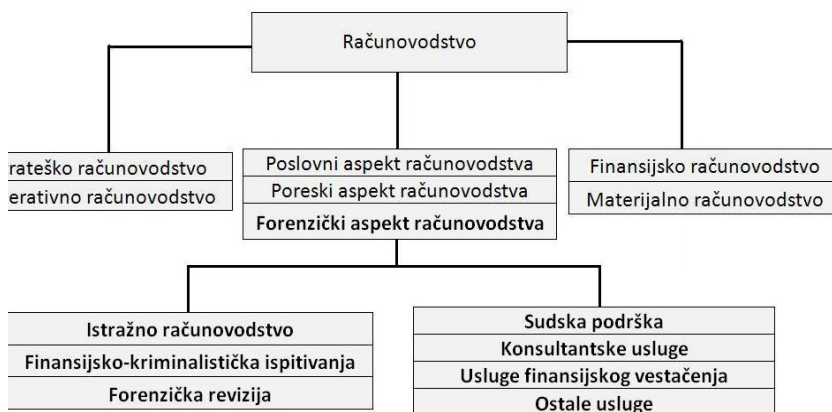 Računovodstvo
rateško računovodstvo
erativno računovodstvo
Poslovni aspekt računovodstva
Poreski aspekt računovodstva
Forenzički aspekt računovodstva
Finansijsko računovodstvo
Materijalno računovodstvo
Istražno računovodstvo
Finansijsko-kriminalistička ispitivanja
Forenzička revizija
Sudska podrška
Konsultantske usluge
Usluge finansijskog vestačenja
Ostale usluge